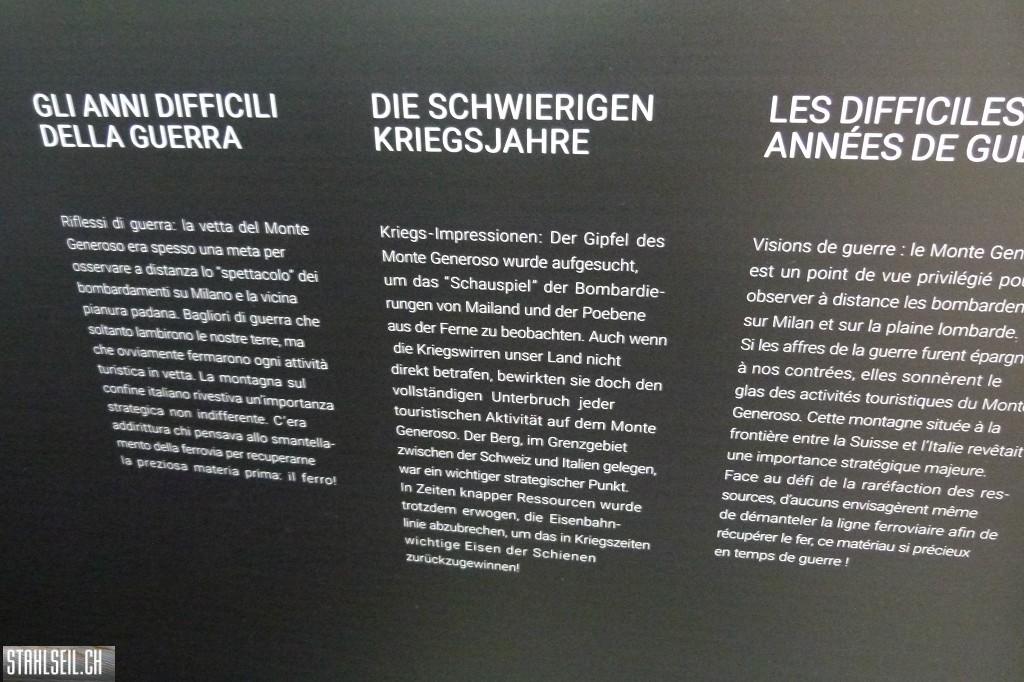 GLI ANNI DIFFICILI
DELLA GUERRA
Riflessi di guerra: la vetta del Monte
Generoso era spesso una meta per
osservare a distanza lo "spettacolo" dei
bombardamenti su Milano e la vicina
pianura padana. Bagliori di guerra che
soltanto lambirono le nostre terre, ma
che ovviamente fermarono ogni attività
turistica in vetta. La montagna sul
confine italiano rivestiva un'importanza
strategica non indifferente. C'era
addirittura chi pensava allo smantella-
mento della ferrovia per recuperarne
la preziosa materia prima: il ferro!
DIE SCHWIERIGEN
KRIEGSJAHRE
Kriegs-Impressionen: Der Gipfel des
Monte Generoso wurde aufgesucht,
um das "Schauspiel" der Bombardie-
rungen von Mailand und der Poebene
aus der Ferne zu beobachten. Auch wenn
die Kriegswirren unser Land nicht
direkt betrafen, bewirkten sie doch den
vollständigen Unterbruch jeder
touristischen Aktivität auf dem Monte
Generoso. Der Berg, im Grenzgebiet
zwischen der Schweiz und Italien gelegen,
war ein wichtiger strategischer Punkt.
In Zeiten knapper Ressourcen wurde
trotzdem erwogen, die Eisenbahn-
linie abzubrechen, um das in Kriegszeiten
wichtige Eisen der Schienen
zurückzugewinnen!
LES DIFFICILES
ANNÉES DE GUE
Visions de guerre : le Monte Gen
est un point de vue privilégié pou
observer à distance les bombarden
sur Milan et sur la plaine lombarde.
Si les affres de la guerre furent épargn
à nos contrées, elles sonnèrent le
glas des activités touristiques du Monte
Generoso. Cette montagne située à la
frontière entre la Suisse et l'Italie revêtait
une importance stratégique majeure.
Face au défi de la raréfaction des res-
sources, d'aucuns envisagèrent même
de démanteler la ligne ferroviaire afin de
récupérer le fer, ce matériau si précieux
en temps de guerre !
STAHLSEIL.CH